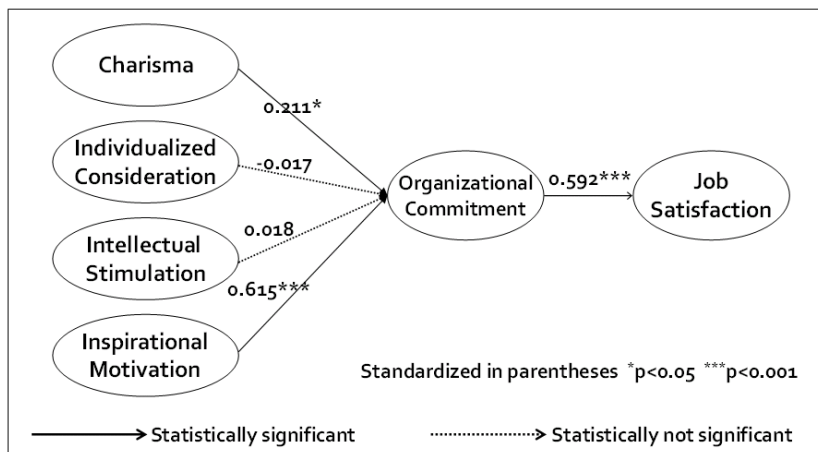 Charisma
0.211*
Individualized
Consideration
-0.017
Organizational
Commitment
0.592***
Job
Satisfaction
Intellectual
Stimulation
0.018
0.615***
Inspirational
Motivation
Standardized in parentheses *p<0.05 ***p<0.001
Statistically significant
Statistically not significant